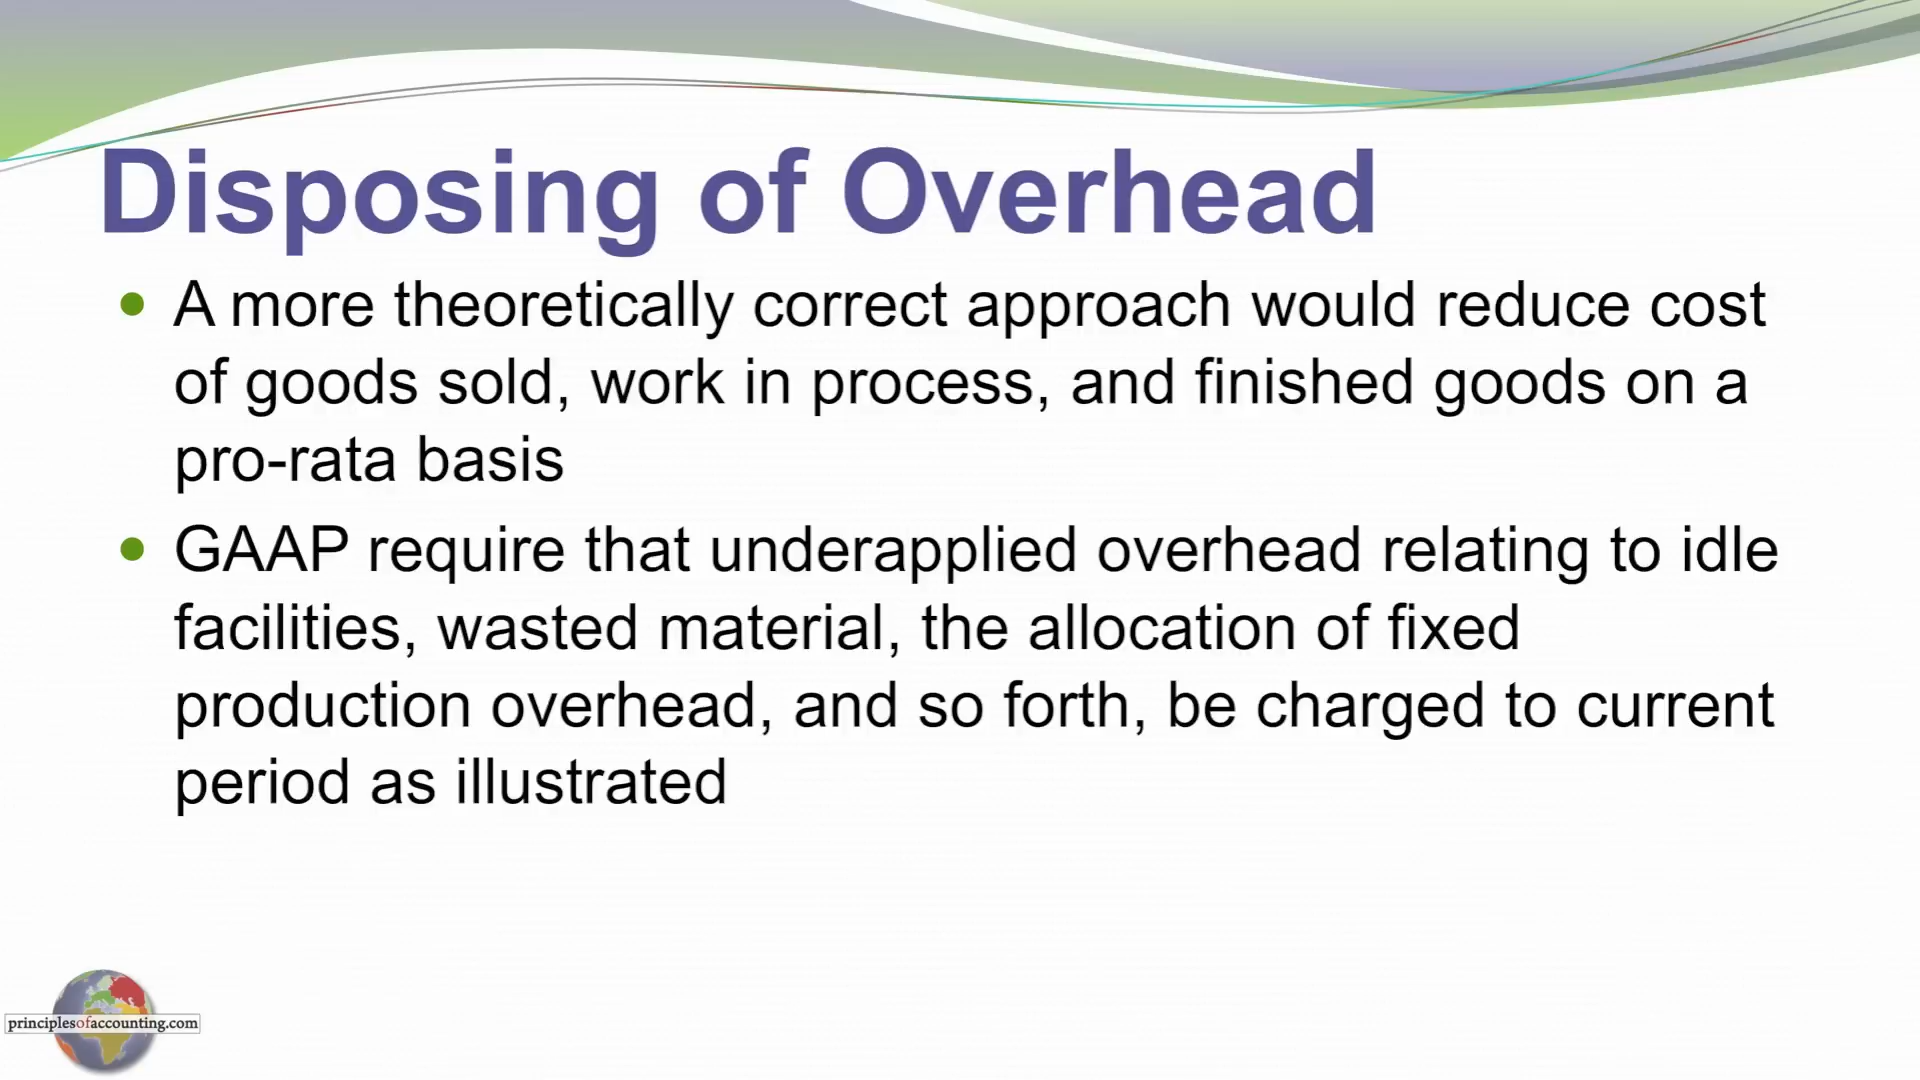 Disposing of Overhead
A more theoretically correct approach would reduce cost
of goods sold, work in process, and finished goods on a
pro-rata basis
GAAP require that underapplied overhead relating to idle
facilities, wasted material, the allocation of fixed
production overhead, and so forth, be charged to current
period as illustrated
principlesofaccounting.com